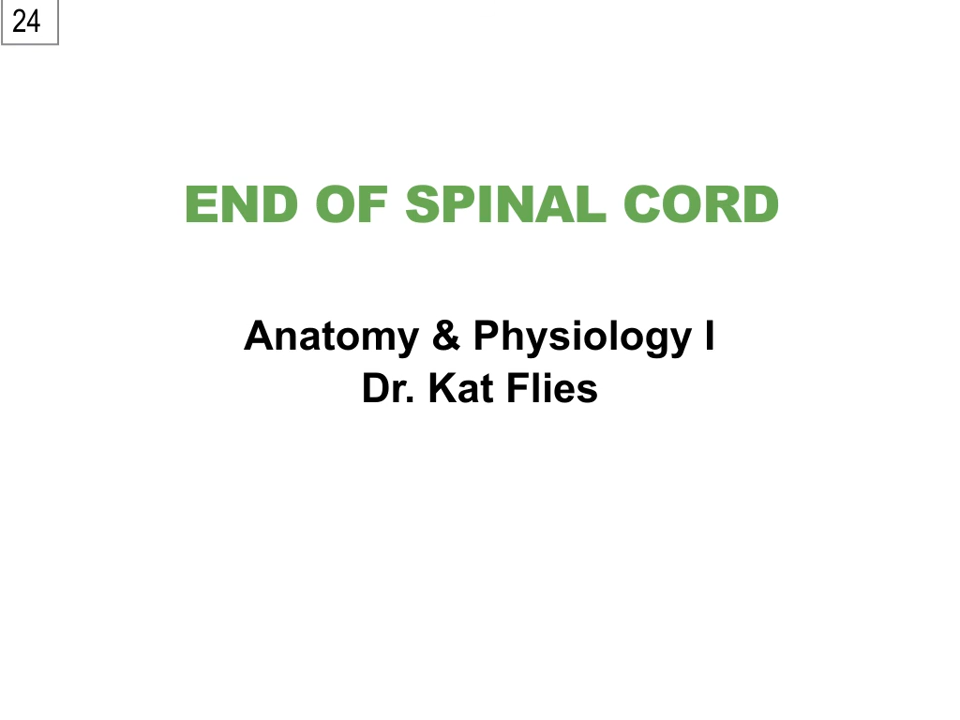 24
END OF SPINAL CORD
Anatomy & Physiology I
Dr. Kat Flies